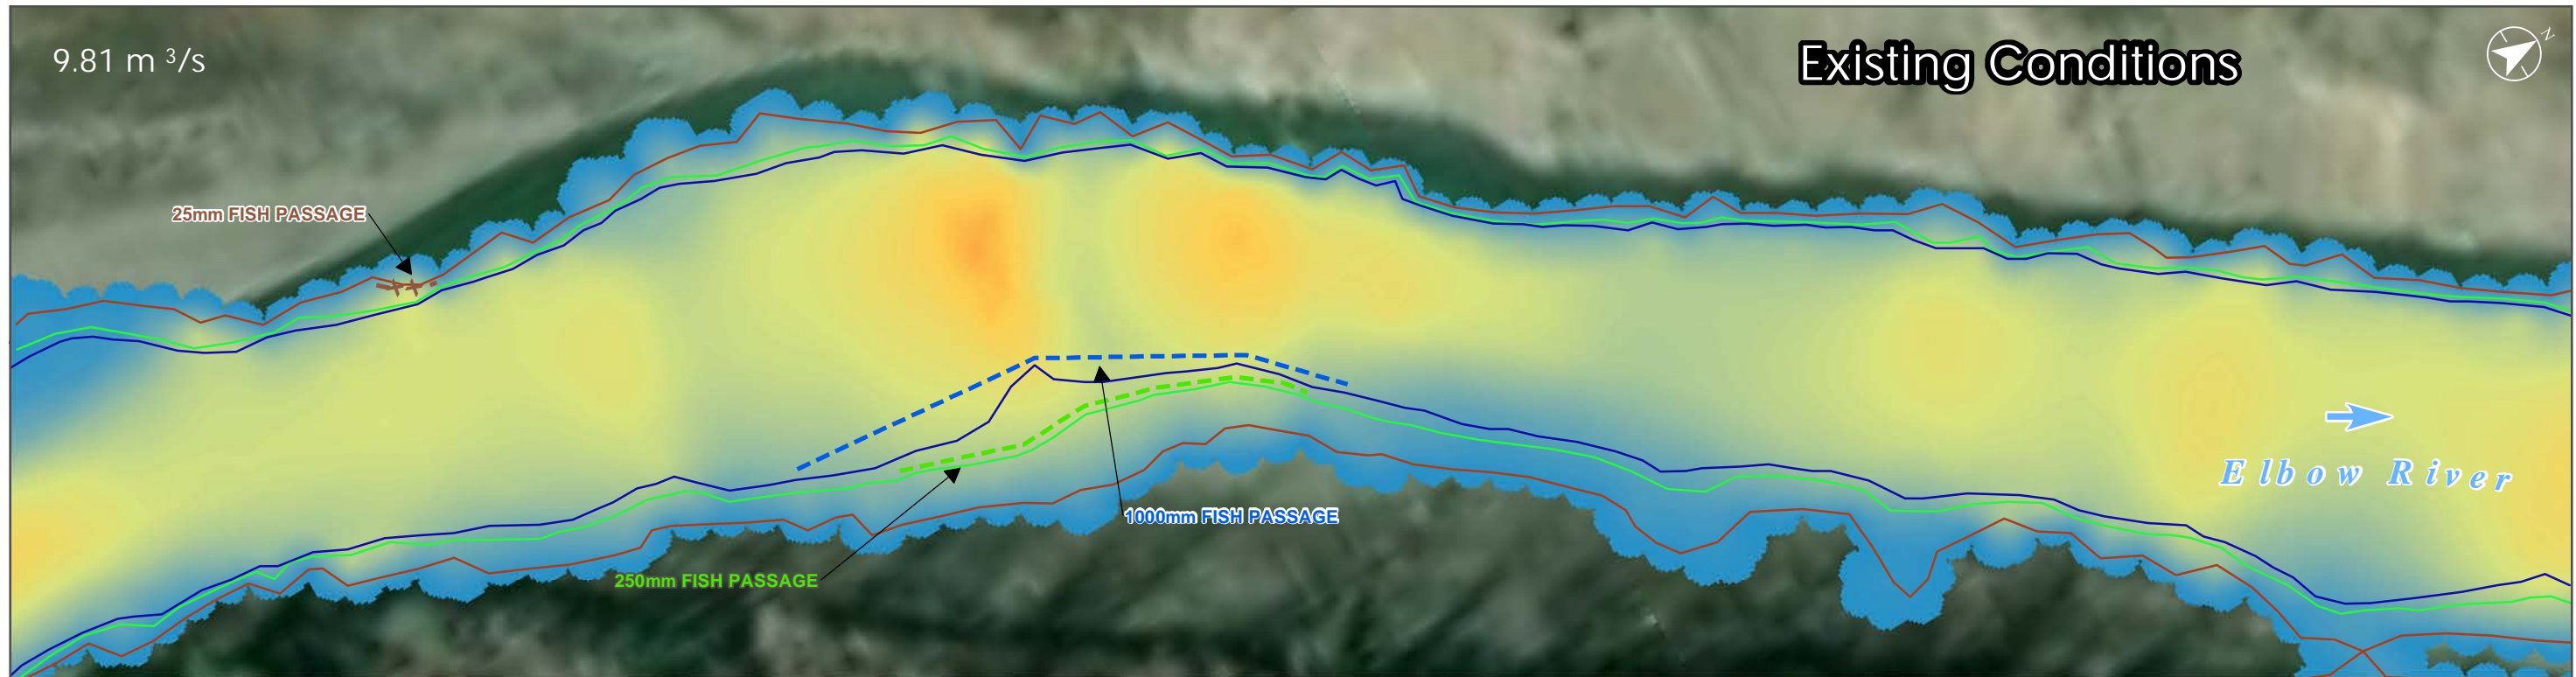 9.81 m ³/s
Existing Conditions
N
25mm FISH PASSAGE
Elbow River
1000mm FISH PASSAGE
250mm FISH PASSAGE